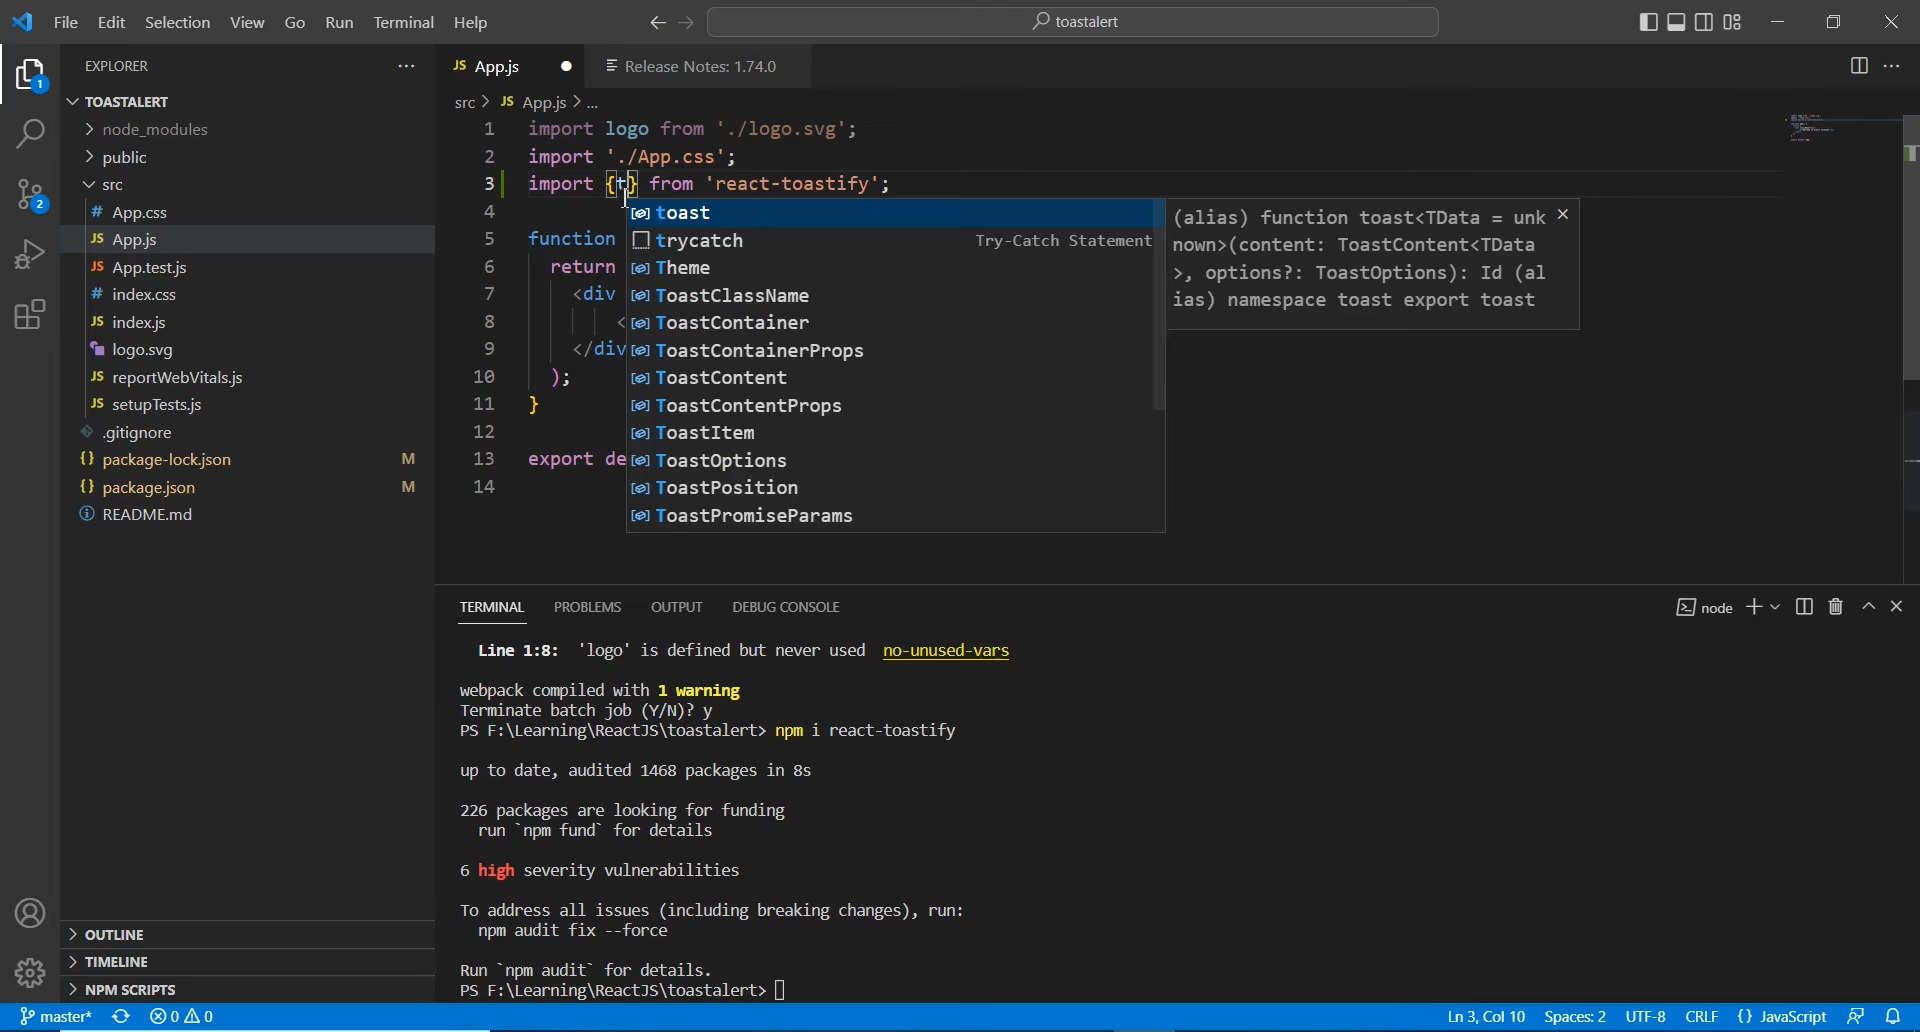 File Edit Selection View Go Run Terminal Help
toastalert
EXPLORER
TOASTALERT
node_modules
public
src
# App.css
JS App.js
JS App.test.js
# index.css
JS index.js
logo.svg
JS reportWebVitals.js
JS setupTests.js
.gitignore
{} package-lock.json M
{} package.json M
README.md
OUTLINE
TIMELINE
NPM SCRIPTS
1
2
JS App.js
Release Notes: 1.74.0
src > JS App.js > ...
1 import logo from './logo.svg';
2 import './App.css';
3 import {t} from 'react-toastify';
4
5 function
6 return
7 <div
8 <
9 </div
10 );
11 }
12
13 export de
14
toast
trycatch Try-Catch Statement
Theme
ToastClassName
ToastContainer
ToastContainerProps
ToastContent
ToastContentProps
ToastItem
ToastOptions
ToastPosition
ToastPromiseParams
(alias) function toast<TData = unk
nown>(content: ToastContent<TData
>, options?: ToastOptions): Id (al
ias) namespace toast export toast
TERMINAL PROBLEMS OUTPUT DEBUG CONSOLE
node
Line 1:8: 'logo' is defined but never used no-unused-vars
webpack compiled with 1 warning
Terminate batch job (Y/N)? y
PS F:\Learning\ReactJS\toastalert> npm i react-toastify
up to date, audited 1468 packages in 8s
226 packages are looking for funding
run `npm fund` for details
6 high severity vulnerabilities
To address all issues (including breaking changes), run:
npm audit fix --force
Run `npm audit` for details.
PS F:\Learning\ReactJS\toastalert>
master* 0 0
Ln 3, Col 10 Spaces: 2 UTF-8 CRLF {} JavaScript